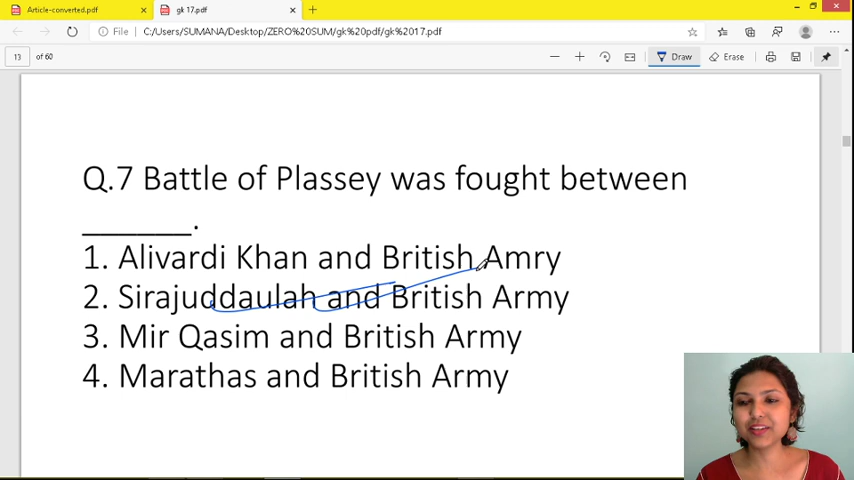 Article-converted.pdf
gk 17.pdf
File
C:/Users/SUMANA/Desktop/ZERO%20SUM/gk%20pdf/gk%2017.pdf
13 of 60
Draw
Erase
Q.7 Battle of Plassey was fought between
______.
1. Alivardi Khan and British Amry
2. Sirajuddaulah and British Army
3. Mir Qasim and British Army
4. Marathas and British Army